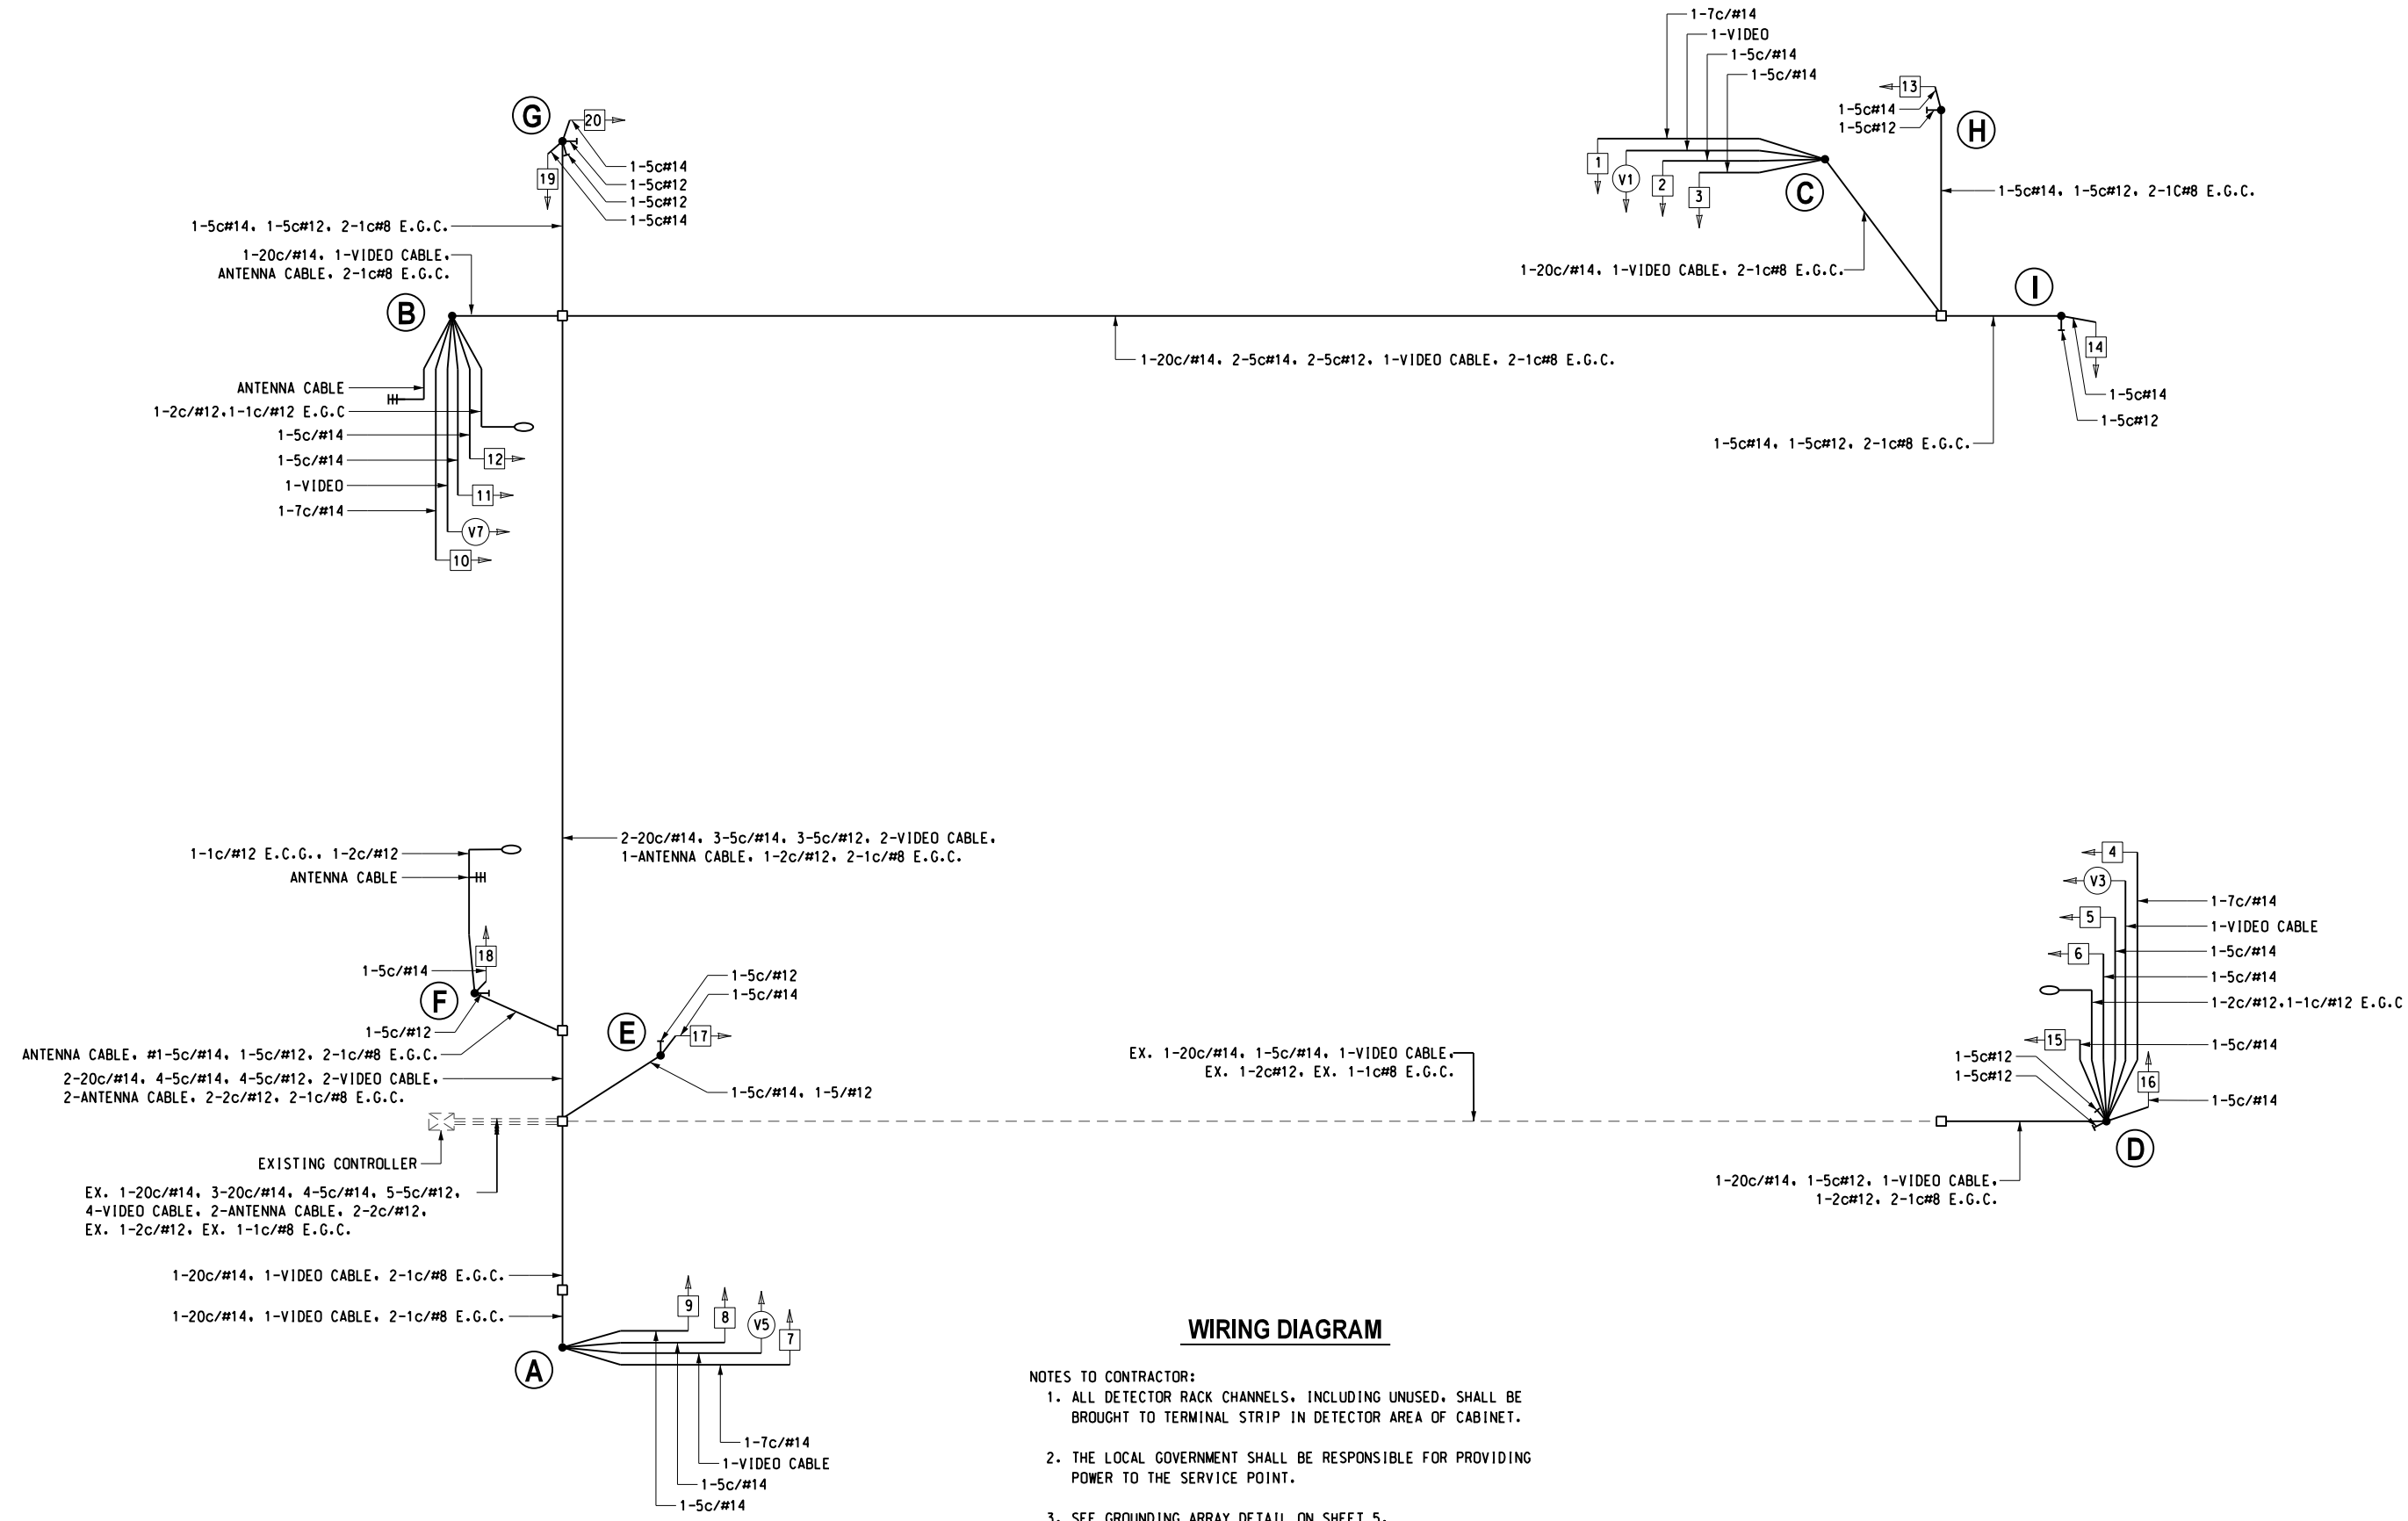 1-7c/#14
1-VIDEO
1-5c/#14
1-5c/#14
1
V1
2
3
C
1-20c/#14, 1-VIDEO CABLE, 2-1c#8 E.G.C.
13
1-5c#14
1-5c#12
H
1-5c#14, 1-5c#12, 2-1C#8 E.G.C.
G
20
19
1-5c#14
1-5c#12
1-5c#12
1-5c#14
1-5c#14, 1-5c#12, 2-1c#8 E.G.C.
1-20c/#14, 1-VIDEO CABLE,
ANTENNA CABLE, 2-1c#8 E.G.C.
B
I
14
1-5c#14
1-5c#12
1-20c/#14, 2-5c#14, 2-5c#12, 1-VIDEO CABLE, 2-1c#8 E.G.C.
1-5c#14, 1-5c#12, 2-1c#8 E.G.C.
ANTENNA CABLE
1-2c/#12,1-1c/#12 E.G.C
1-5c/#14
1-5c/#14
1-VIDEO
1-7c/#14
12
11
V7
10
2-20c/#14, 3-5c/#14, 3-5c/#12, 2-VIDEO CABLE,
1-ANTENNA CABLE, 1-2c/#12, 2-1c/#8 E.G.C.
1-1c/#12 E.C.G., 1-2c/#12
ANTENNA CABLE
18
1-5c/#14
F
1-5c/#12
ANTENNA CABLE, #1-5c/#14, 1-5c/#12, 2-1c/#8 E.G.C.
2-20c/#14, 4-5c/#14, 4-5c/#12, 2-VIDEO CABLE,
2-ANTENNA CABLE, 2-2c/#12, 2-1c/#8 E.G.C.
1-5c/#12
1-5c/#14
E
17
1-5c/#14, 1-5/#12
EX. 1-20c/#14, 1-5c/#14, 1-VIDEO CABLE,
EX. 1-2c#12, EX. 1-1c#8 E.G.C.
4
V3
5
6
15
16
1-7c/#14
1-VIDEO CABLE
1-5c/#14
1-5c/#14
1-2c/#12,1-1c/#12 E.G.C
1-5c/#14
1-5c/#14
1-5c#12
1-5c#12
D
1-20c/#14, 1-5c#12, 1-VIDEO CABLE,
1-2c#12, 2-1c#8 E.G.C.
EXISTING CONTROLLER
EX. 1-20c/#14, 3-20c/#14, 4-5c/#14, 5-5c/#12,
4-VIDEO CABLE, 2-ANTENNA CABLE, 2-2c/#12,
EX. 1-2c/#12, EX. 1-1c/#8 E.G.C.
1-20c/#14, 1-VIDEO CABLE, 2-1c/#8 E.G.C.
1-20c/#14, 1-VIDEO CABLE, 2-1c/#8 E.G.C.
A
9
8
V5
7
1-7c/#14
1-VIDEO CABLE
1-5c/#14
1-5c/#14
WIRING DIAGRAM
NOTES TO CONTRACTOR:
1. ALL DETECTOR RACK CHANNELS, INCLUDING UNUSED, SHALL BE
BROUGHT TO TERMINAL STRIP IN DETECTOR AREA OF CABINET.
2. THE LOCAL GOVERNMENT SHALL BE RESPONSIBLE FOR PROVIDING
POWER TO THE SERVICE POINT.
3. SEE GROUNDING ARRAY DETAIL ON SHEET 5.